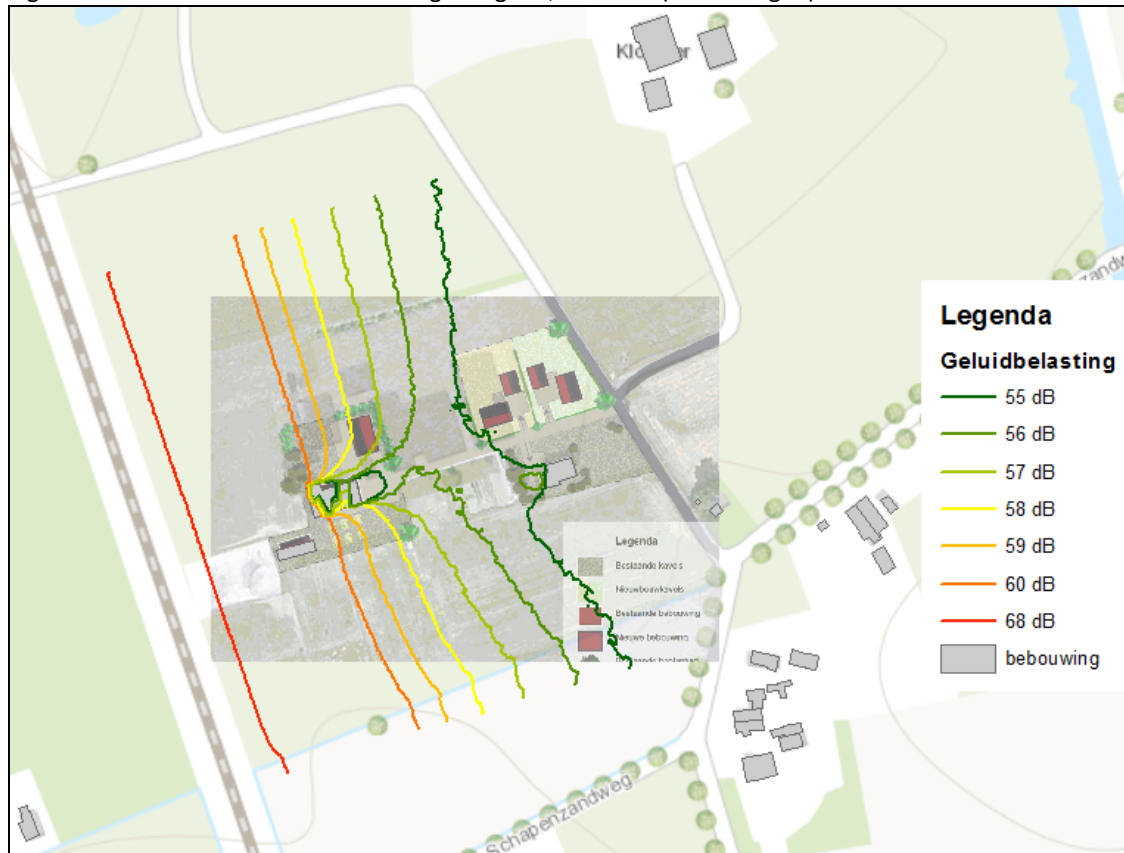 Legenda
Geluidbelasting
55 dB
56 dB
57 dB
58 dB
59 dB
60 dB
68 dB
bebouwing
Legenda
Bestaande kavels
Nieuwbouwkavels
Bestaande bebouwing
Nieuwe bebouwing
Schapenzandweg